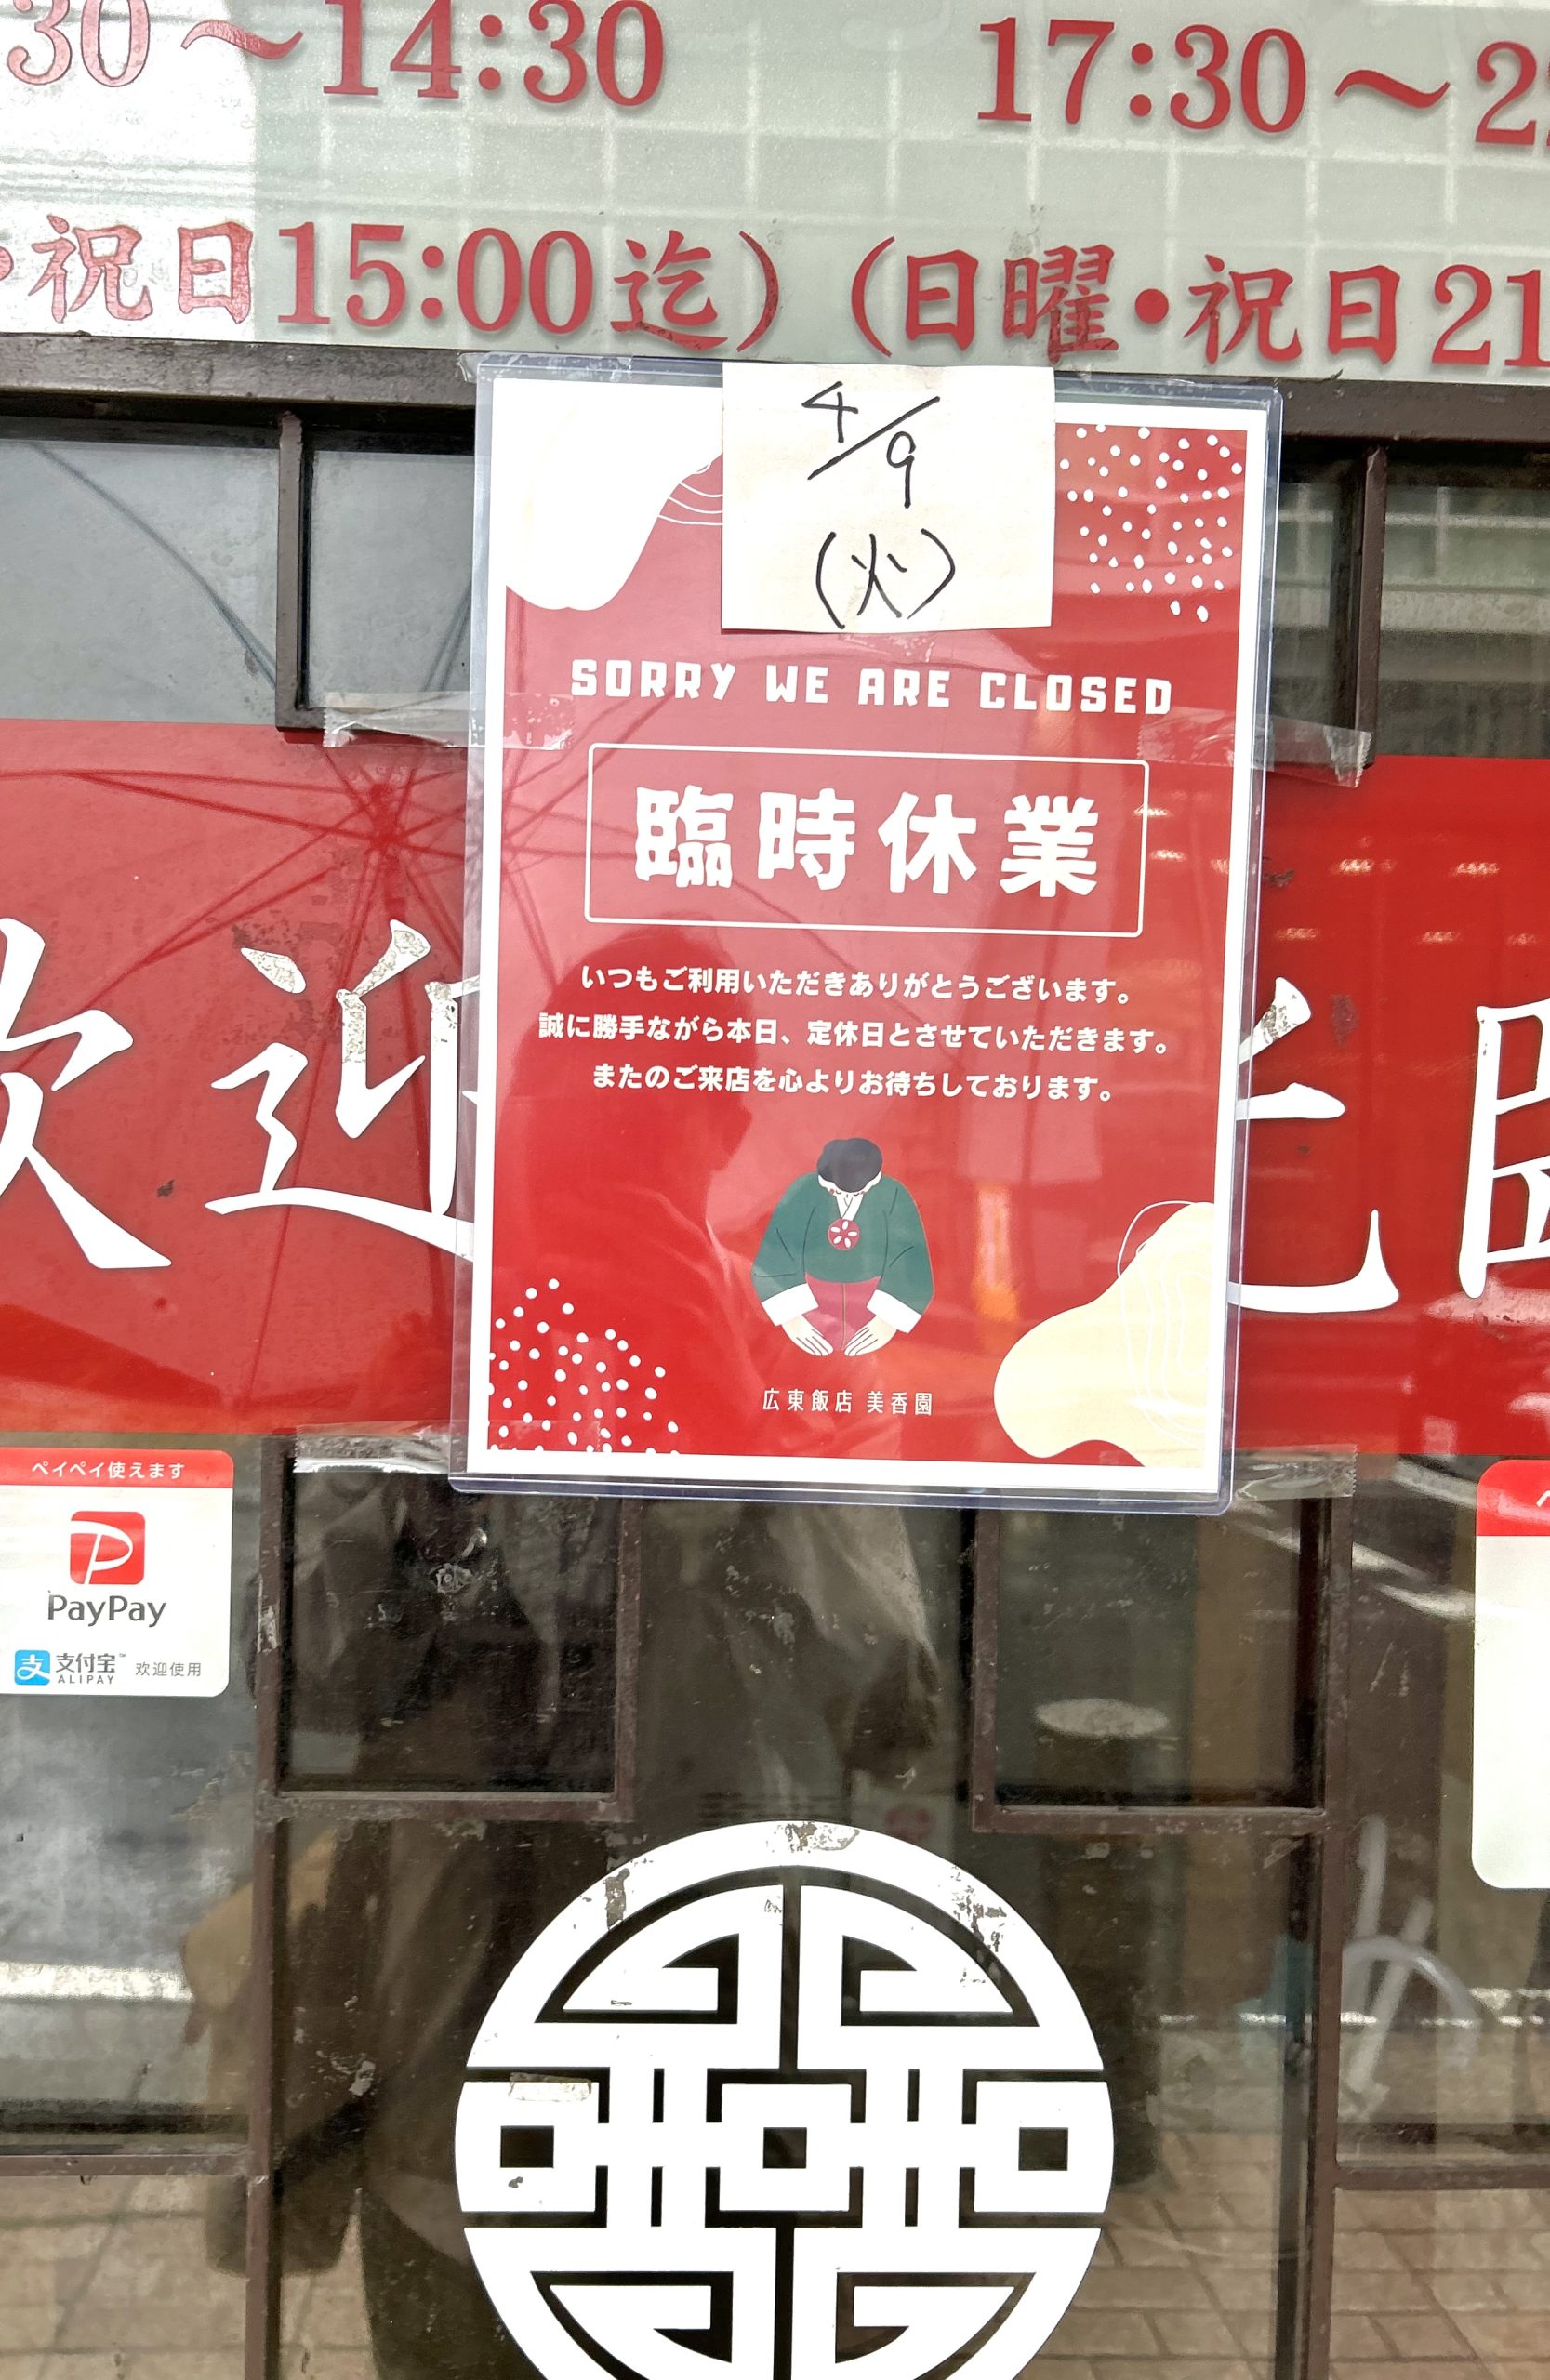 30～14:30 17:30～2
・祝日15:00迄) (日曜・祝日21
4/9
(火)
SORRY WE ARE CLOSED
臨時休業
いつもご利用いただきありがとうございます。
誠に勝手ながら本日、定休日とさせていただきます。
またのご来店を心よりお待ちしております。
広東飯店 美香園
歓迎光臨
ペイペイ使えます
PayPay
支付宝™ 欢迎使用
ALIPAY